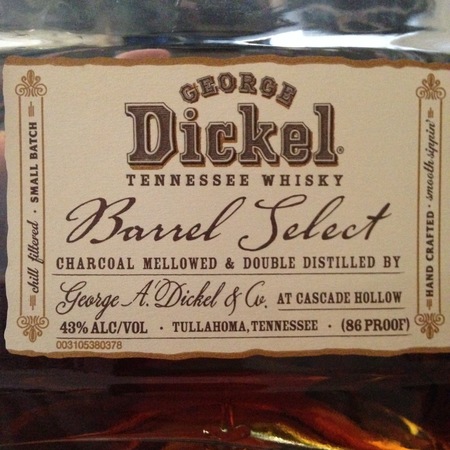 GEORGE
Dickel®
TENNESSEE WHISKY
Barrel Select
CHARCOAL MELLOWED & DOUBLE DISTILLED BY
George A. Dickel & Co. AT CASCADE HOLLOW
43% ALC/VOL · TULLAHOMA, TENNESSEE · (86 PROOF)
003105380378
chill filtered · SMALL BATCH
HAND CRAFTED · smooth sippin'